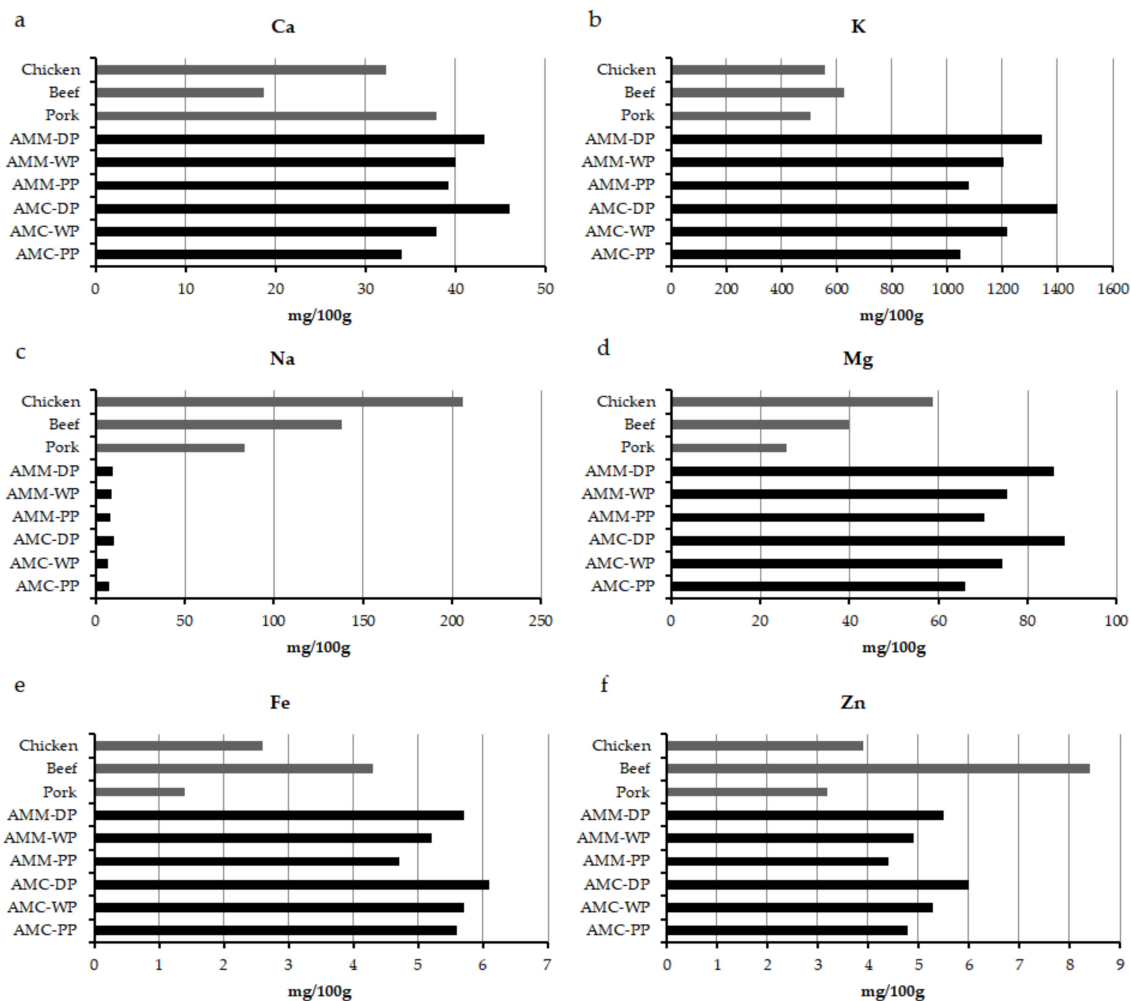 a
Ca
Chicken
Beef
Pork
AMM-DP
AMM-WP
AMM-PP
AMC-DP
AMC-WP
AMC-PP
0 10 20 30 40 50
mg/100g
b
K
Chicken
Beef
Pork
AMM-DP
AMM-WP
AMM-PP
AMC-DP
AMC-WP
AMC-PP
0 200 400 600 800 1000 1200 1400 1600
mg/100g
c
Na
Chicken
Beef
Pork
AMM-DP
AMM-WP
AMM-PP
AMC-DP
AMC-WP
AMC-PP
0 50 100 150 200 250
mg/100g
d
Mg
Chicken
Beef
Pork
AMM-DP
AMM-WP
AMM-PP
AMC-DP
AMC-WP
AMC-PP
0 20 40 60 80 100
mg/100g
e
Fe
Chicken
Beef
Pork
AMM-DP
AMM-WP
AMM-PP
AMC-DP
AMC-WP
AMC-PP
0 1 2 3 4 5 6 7
mg/100g
f
Zn
Chicken
Beef
Pork
AMM-DP
AMM-WP
AMM-PP
AMC-DP
AMC-WP
AMC-PP
0 1 2 3 4 5 6 7 8 9
mg/100g